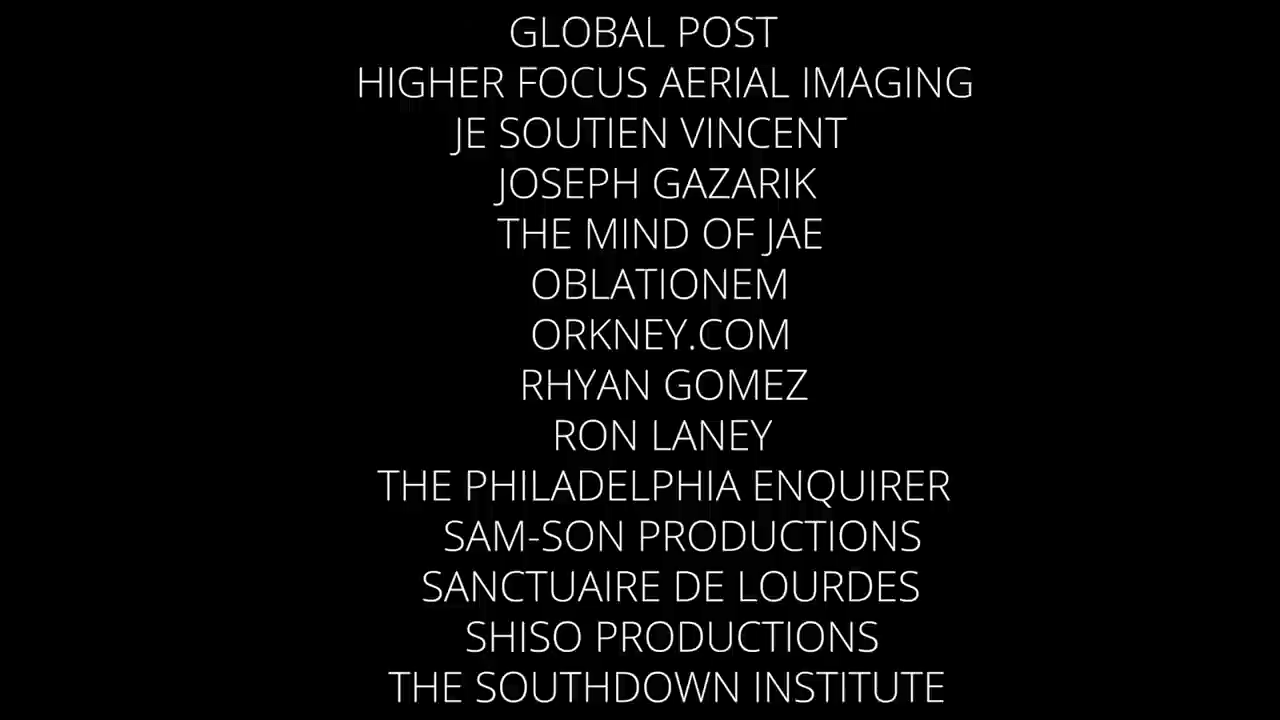 GLOBAL POST
HIGHER FOCUS AERIAL IMAGING
JE SOUTIEN VINCENT
JOSEPH GAZARIK
THE MIND OF JAE
OBLATIONEM
ORKNEY.COM
RHYAN GOMEZ
RON LANEY
THE PHILADELPHIA ENQUIRER
SAM-SON PRODUCTIONS
SANCTUAIRE DE LOURDES
SHISO PRODUCTIONS
THE SOUTHDOWN INSTITUTE